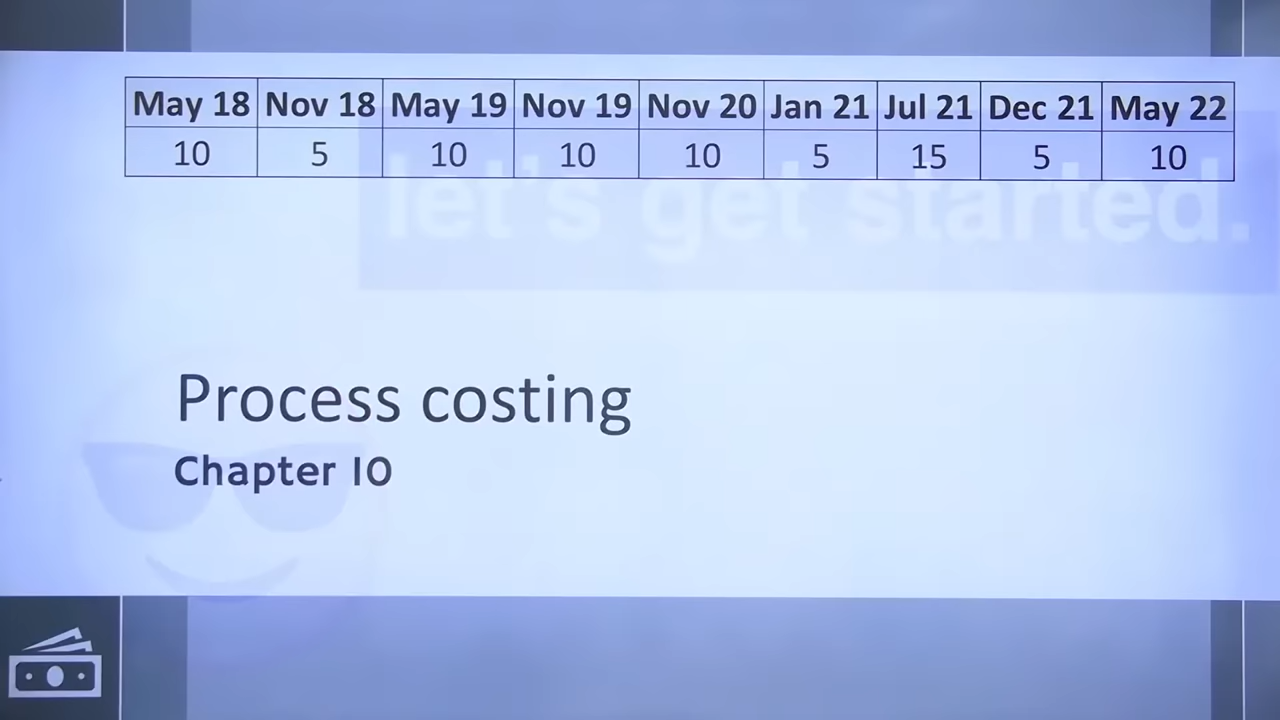 May 18 Nov 18 May 19 Nov 19 Nov 20 Jan 21 Jul 21 Dec 21 May 22
10 5 10 10 10 5 15 5 10
let's get started.
Process costing
Chapter 10